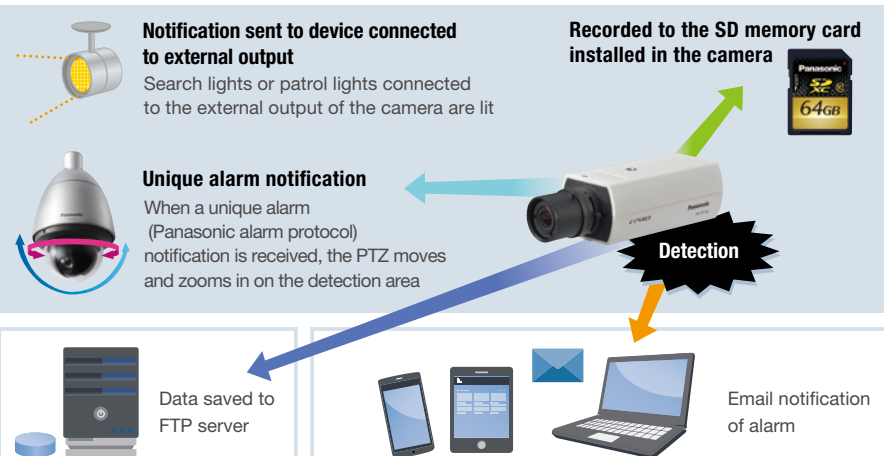 Notification sent to device connected
to external output
Search lights or patrol lights connected
to the external output of the camera are lit
Recorded to the SD memory card
installed in the camera
Panasonic
SD
XC
64GB
Unique alarm notification
When a unique alarm
(Panasonic alarm protocol)
notification is received, the PTZ moves
and zooms in on the detection area
Panasonic
i-PRO
Panasonic
Detection
Data saved to
FTP server
Email notification
of alarm